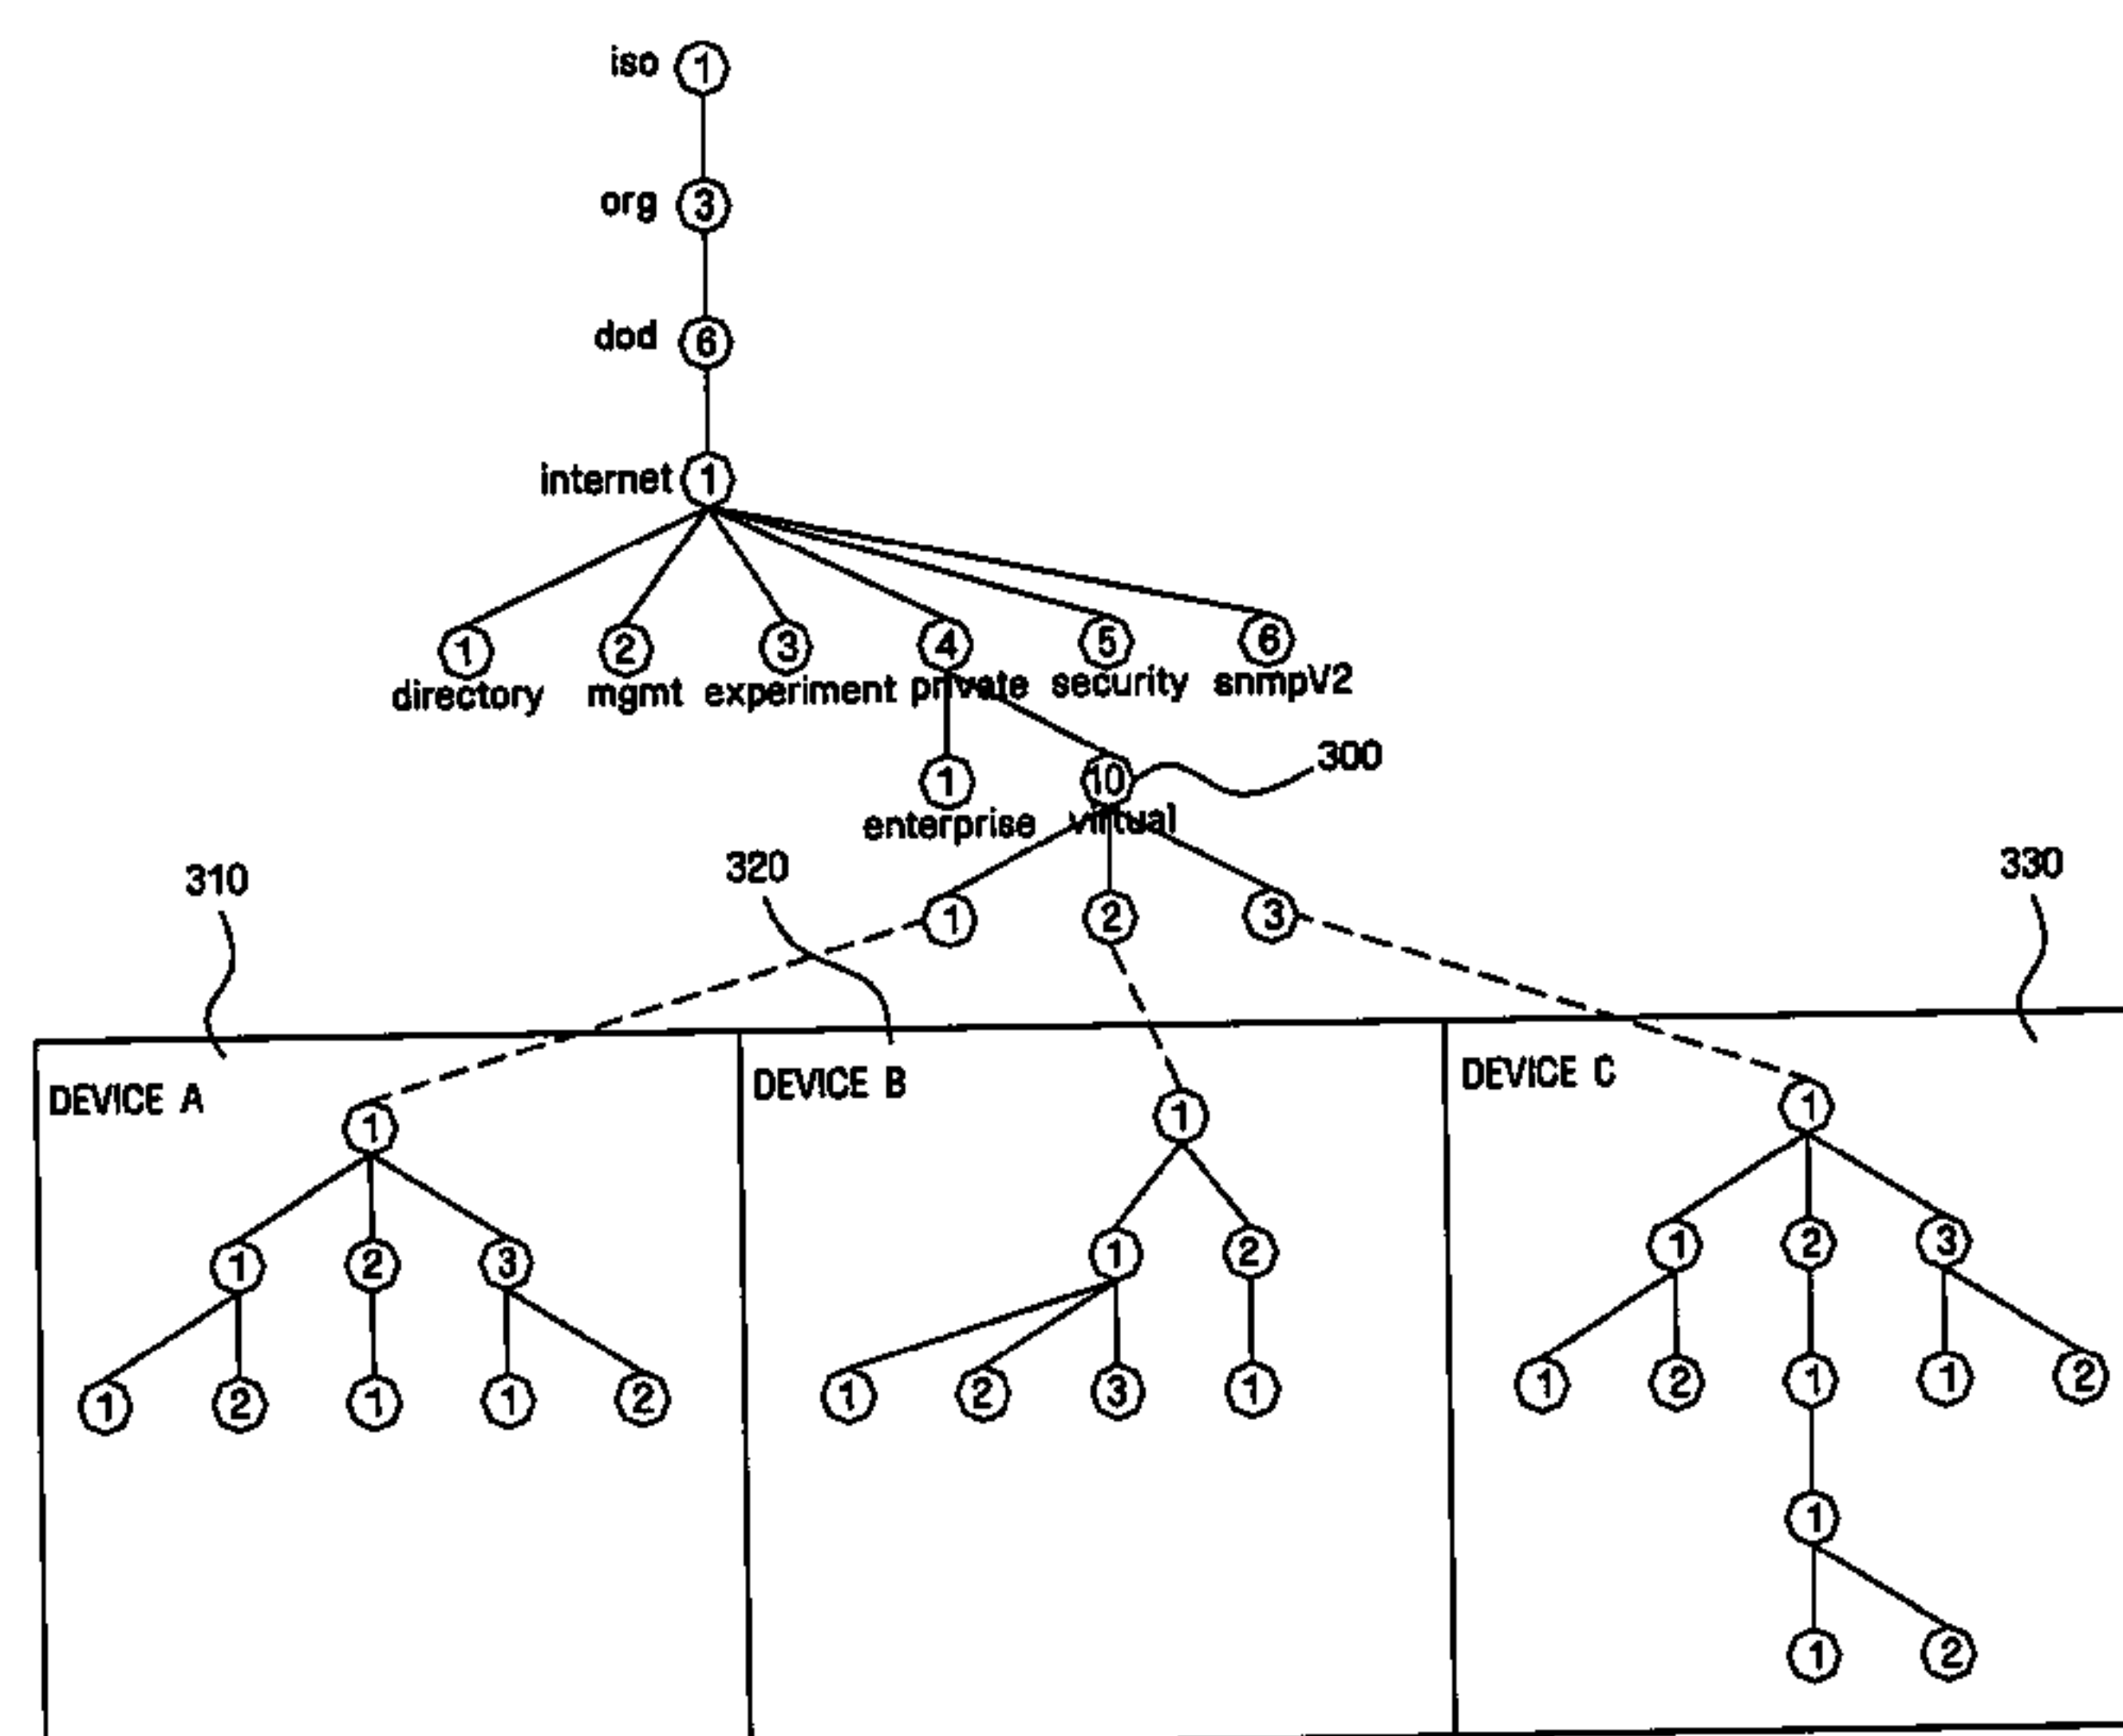 iso 1
org 3
dod 6
internet 1
1 2 3 4 5 6
directory mgmt experiment private security snmpV2
1 10 300
enterprise virtual
310 320 330
1 2 3
DEVICE A DEVICE B DEVICE C
1 1 1
1 2 3 1 2 1 2 3
1 2 1 1 2 1 2 3 1 1 2 1 1 2
1
1 2